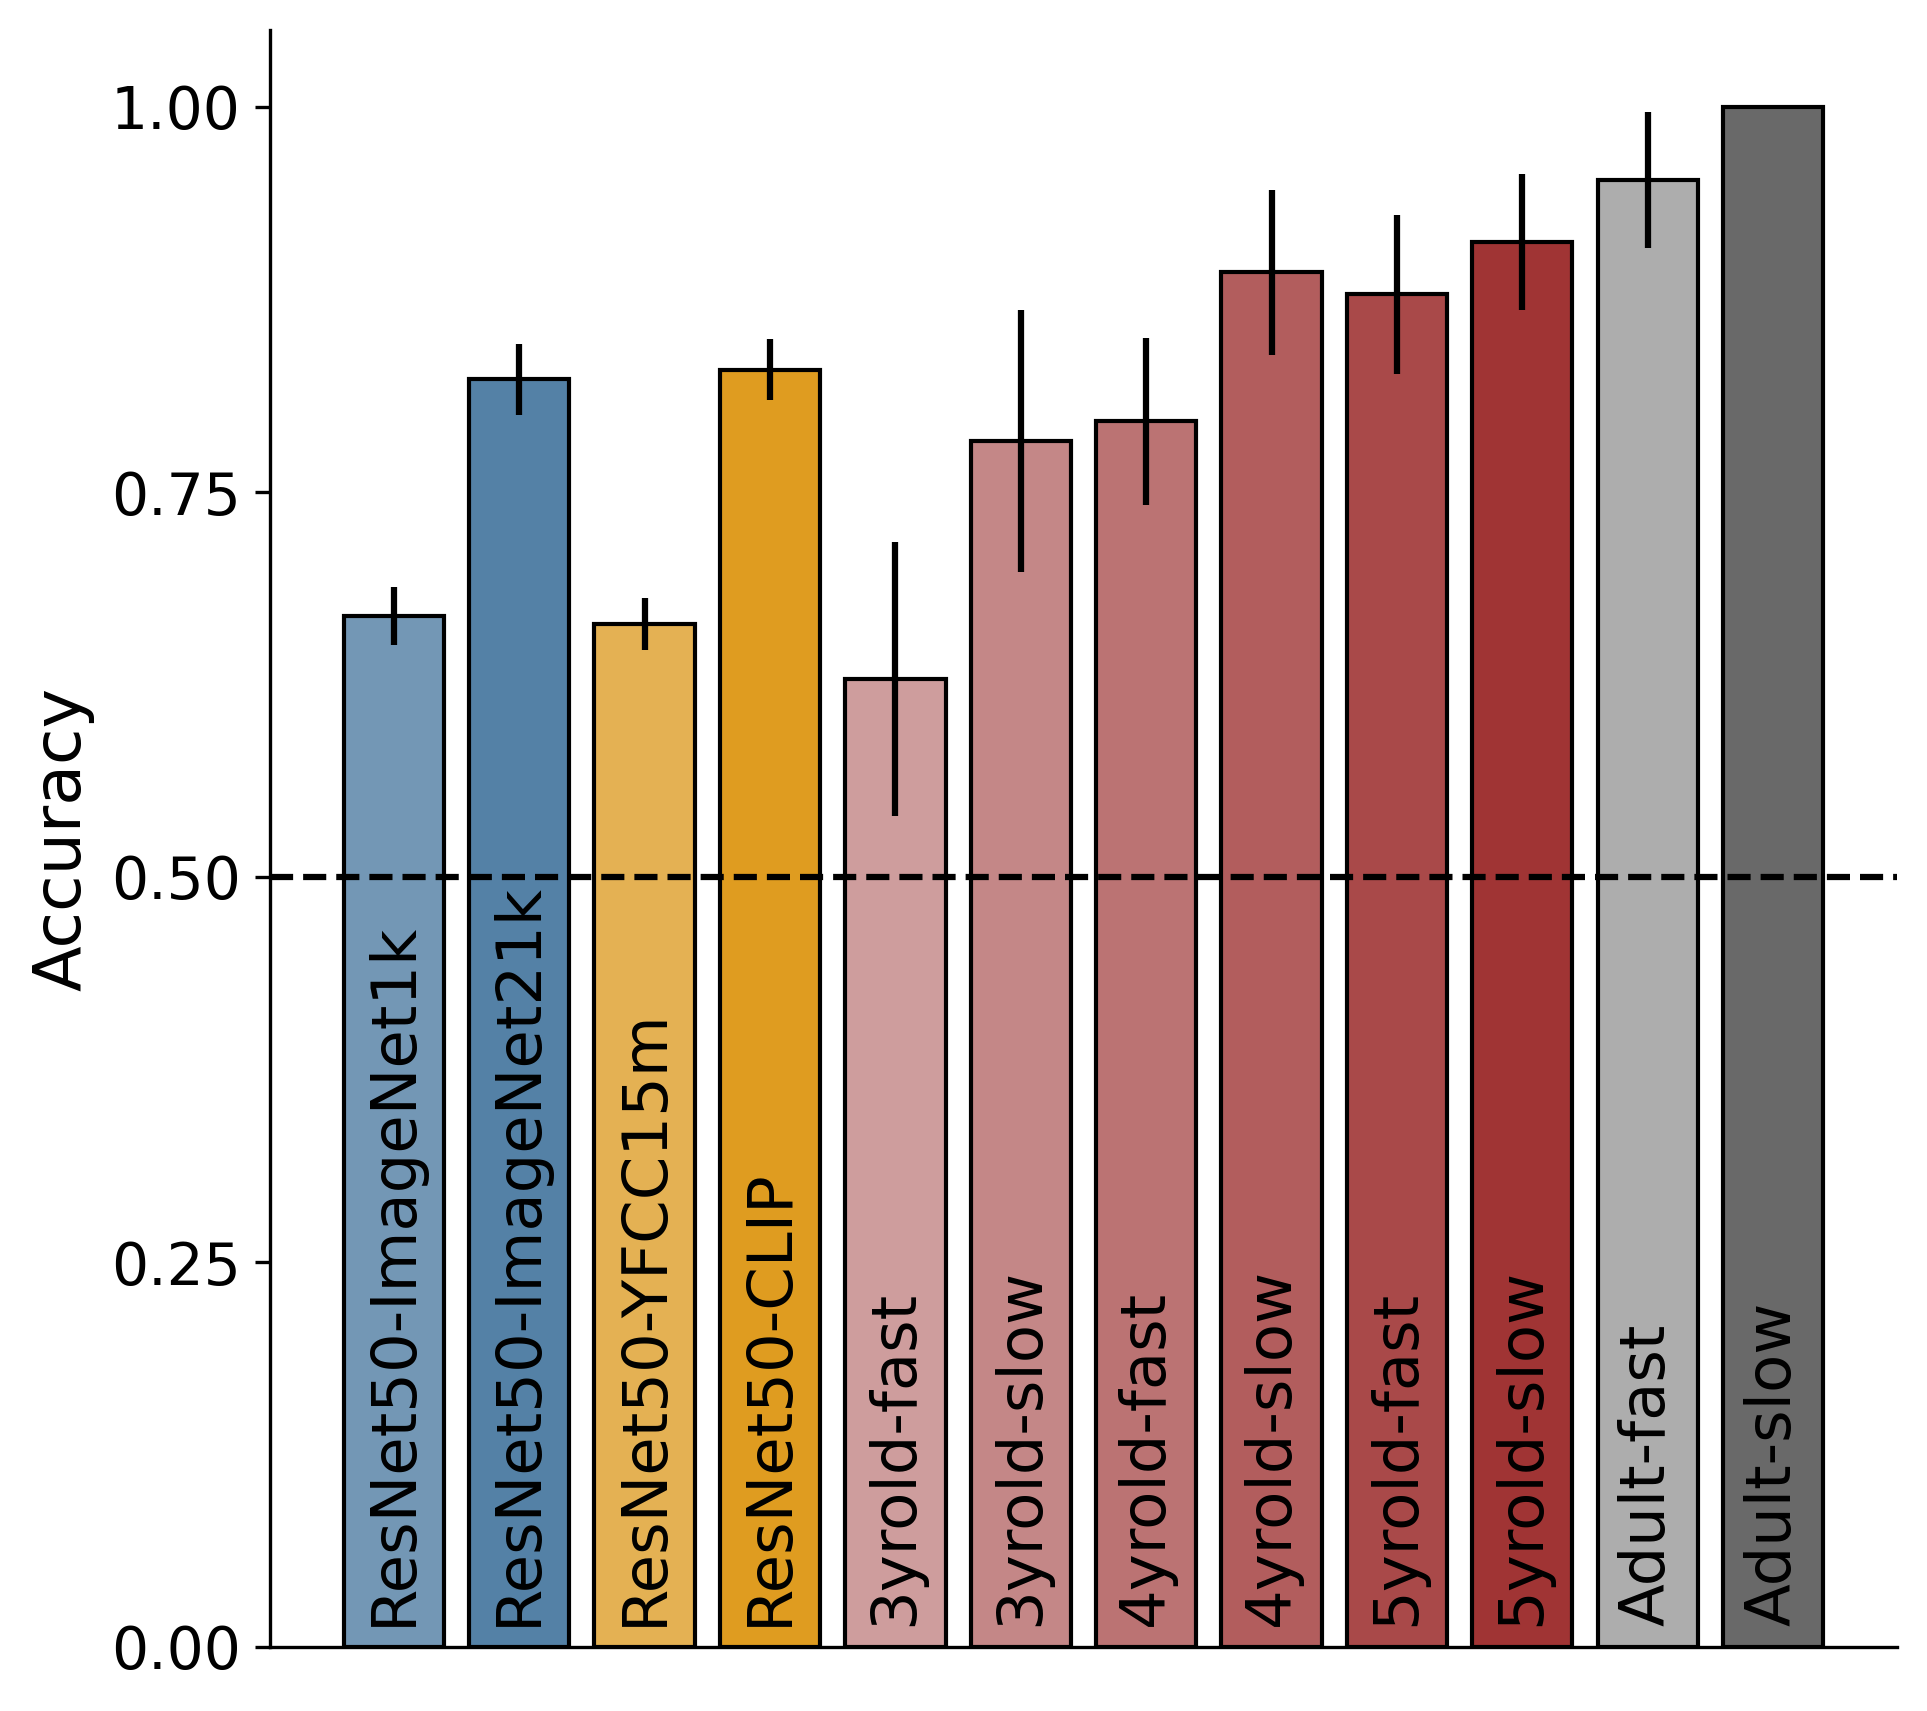 Accuracy
1.00
0.75
0.50
0.25
0.00
ResNet50-ImageNet1k
ResNet50-ImageNet21k
ResNet50-YFCC15m
ResNet50-CLIP
3yrold-fast
3yrold-slow
4yrold-fast
4yrold-slow
5yrold-fast
5yrold-slow
Adult-fast
Adult-slow